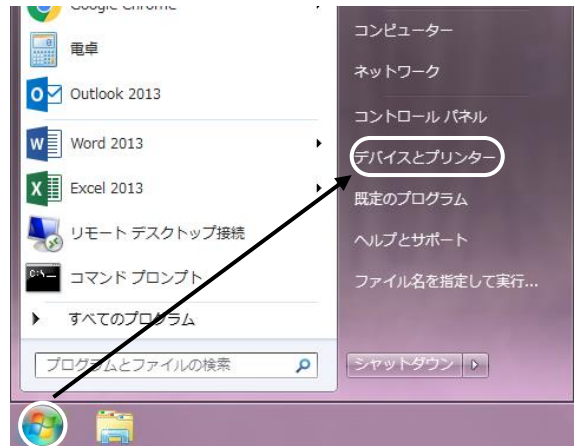 Google Chrome
電卓
Outlook 2013
Word 2013
Excel 2013
リモート デスクトップ接続
コマンド プロンプト
すべてのプログラム
プログラムとファイルの検索
コンピューター
ネットワーク
コントロール パネル
デバイスとプリンター
既定のプログラム
ヘルプとサポート
ファイル名を指定して実行...
シャットダウン